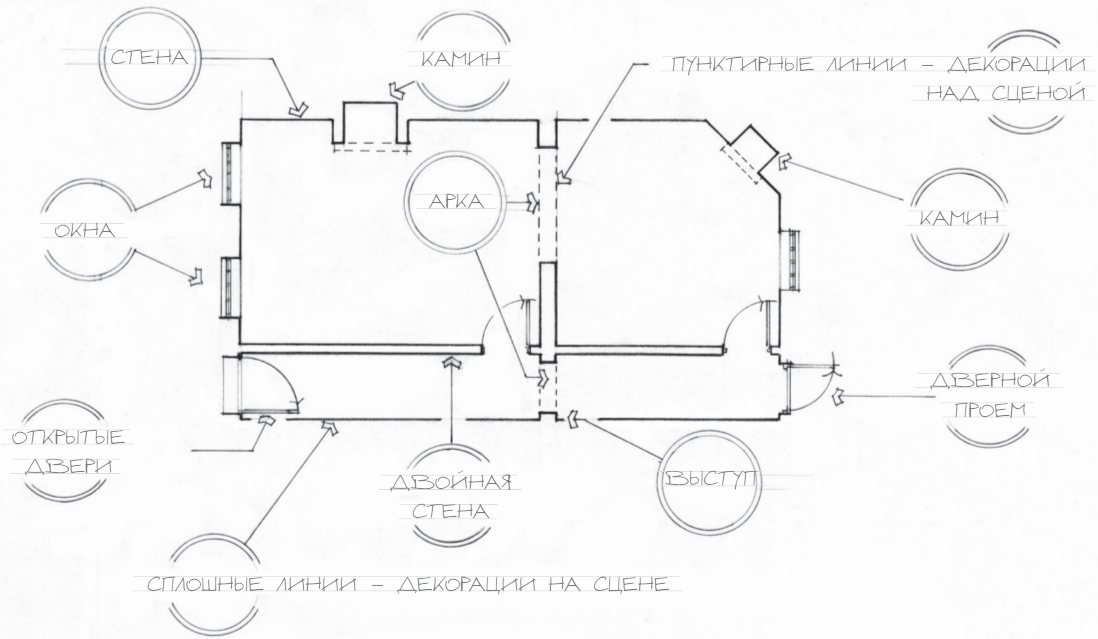 СТЕНА
КАМИН
ПУНКТИРНЫЕ ЛИНИИ – ДЕКОРАЦИИ
НАД СЦЕНОЙ
АРКА
ОКНА
КАМИН
ДВЕРНОЙ
ПРОЕМ
ОТКРЫТЫЕ
ДВЕРИ
ДВОЙНАЯ
СТЕНА
ВЫСТУП
СПЛОШНЫЕ ЛИНИИ – ДЕКОРАЦИИ НА СЦЕНЕ